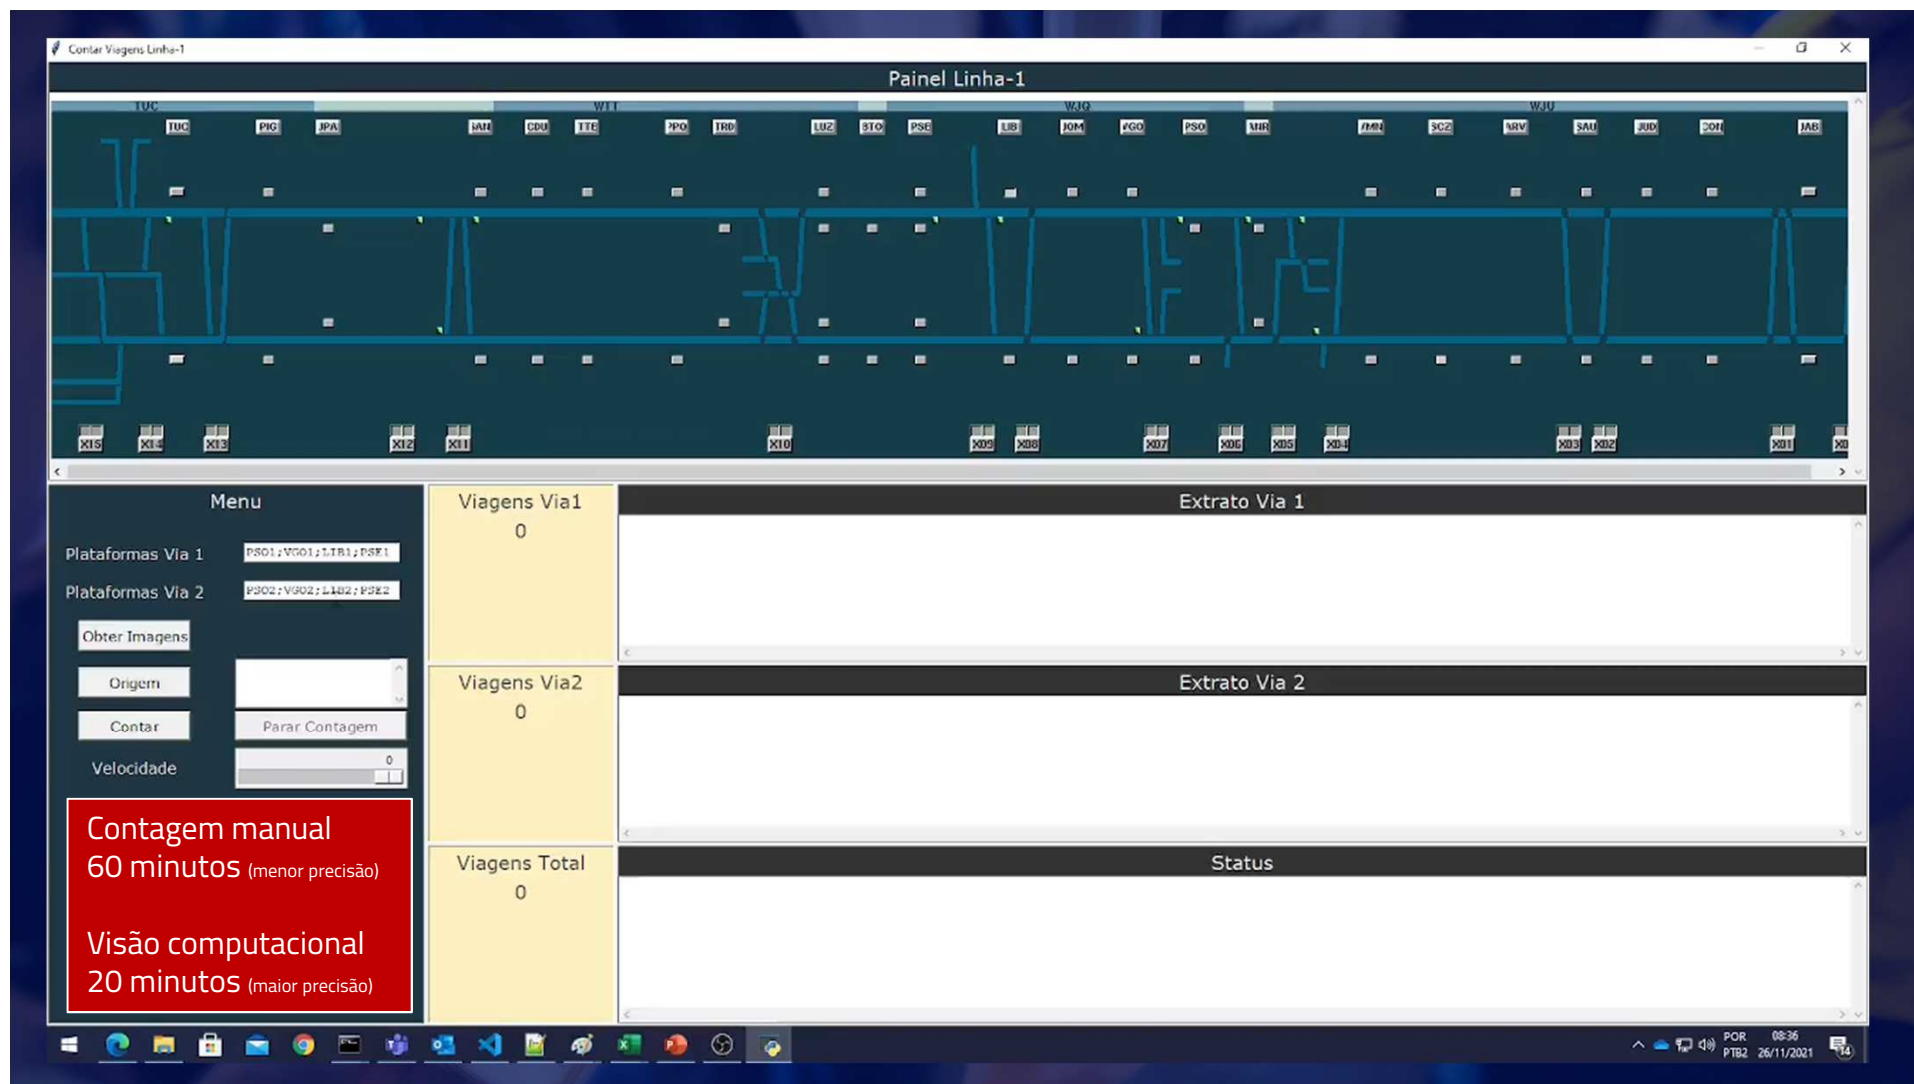 Contar Viagens Linha-1
Painel Linha-1
TUC WTT WJQ WJU
TUC PIG JPA CDU TTE PPO TRD LUZ BTO PSE LIB JOM VGO PSO ANR SCZ ARV SAU JUD CON JAB
X15 X14 X13 X12 X11 X10 X09 X08 X07 X06 X05 X04 X03 X02 X01
Menu
Plataformas Via 1 PSO1;VGO1;LIB1;PSE1
Plataformas Via 2 PSO2;VGO2;LIB2;PSE2
Obter Imagens
Origem
Contar Parar Contagem
Velocidade 0
Contagem manual
60 minutos (menor precisão)
Visão computacional
20 minutos (maior precisão)
Viagens Via1
0
Extrato Via 1
Viagens Via2
0
Extrato Via 2
Viagens Total
0
Status
POR
PTB2
08:36
26/11/2021
14